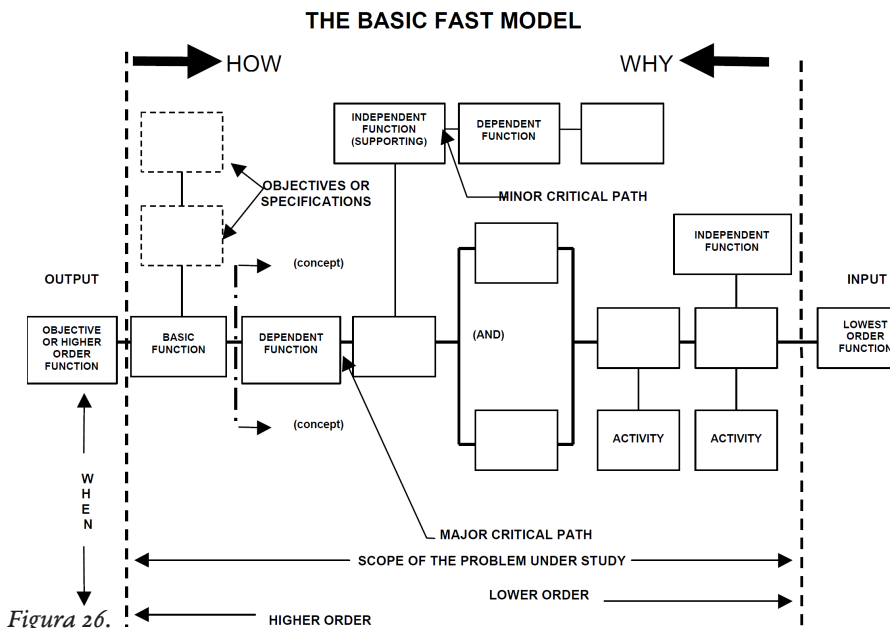 THE BASIC FAST MODEL
HOW
WHY
INDEPENDENT
FUNCTION
(SUPPORTING)
DEPENDENT
FUNCTION
OBJECTIVES OR
SPECIFICATIONS
MINOR CRITICAL PATH
INDEPENDENT
FUNCTION
OUTPUT
(concept)
INPUT
OBJECTIVE
OR HIGHER
ORDER
FUNCTION
BASIC
FUNCTION
DEPENDENT
FUNCTION
(AND)
LOWEST
ORDER
FUNCTION
(concept)
ACTIVITY
ACTIVITY
W
H
E
N
MAJOR CRITICAL PATH
SCOPE OF THE PROBLEM UNDER STUDY
LOWER ORDER
HIGHER ORDER
Figura 26.